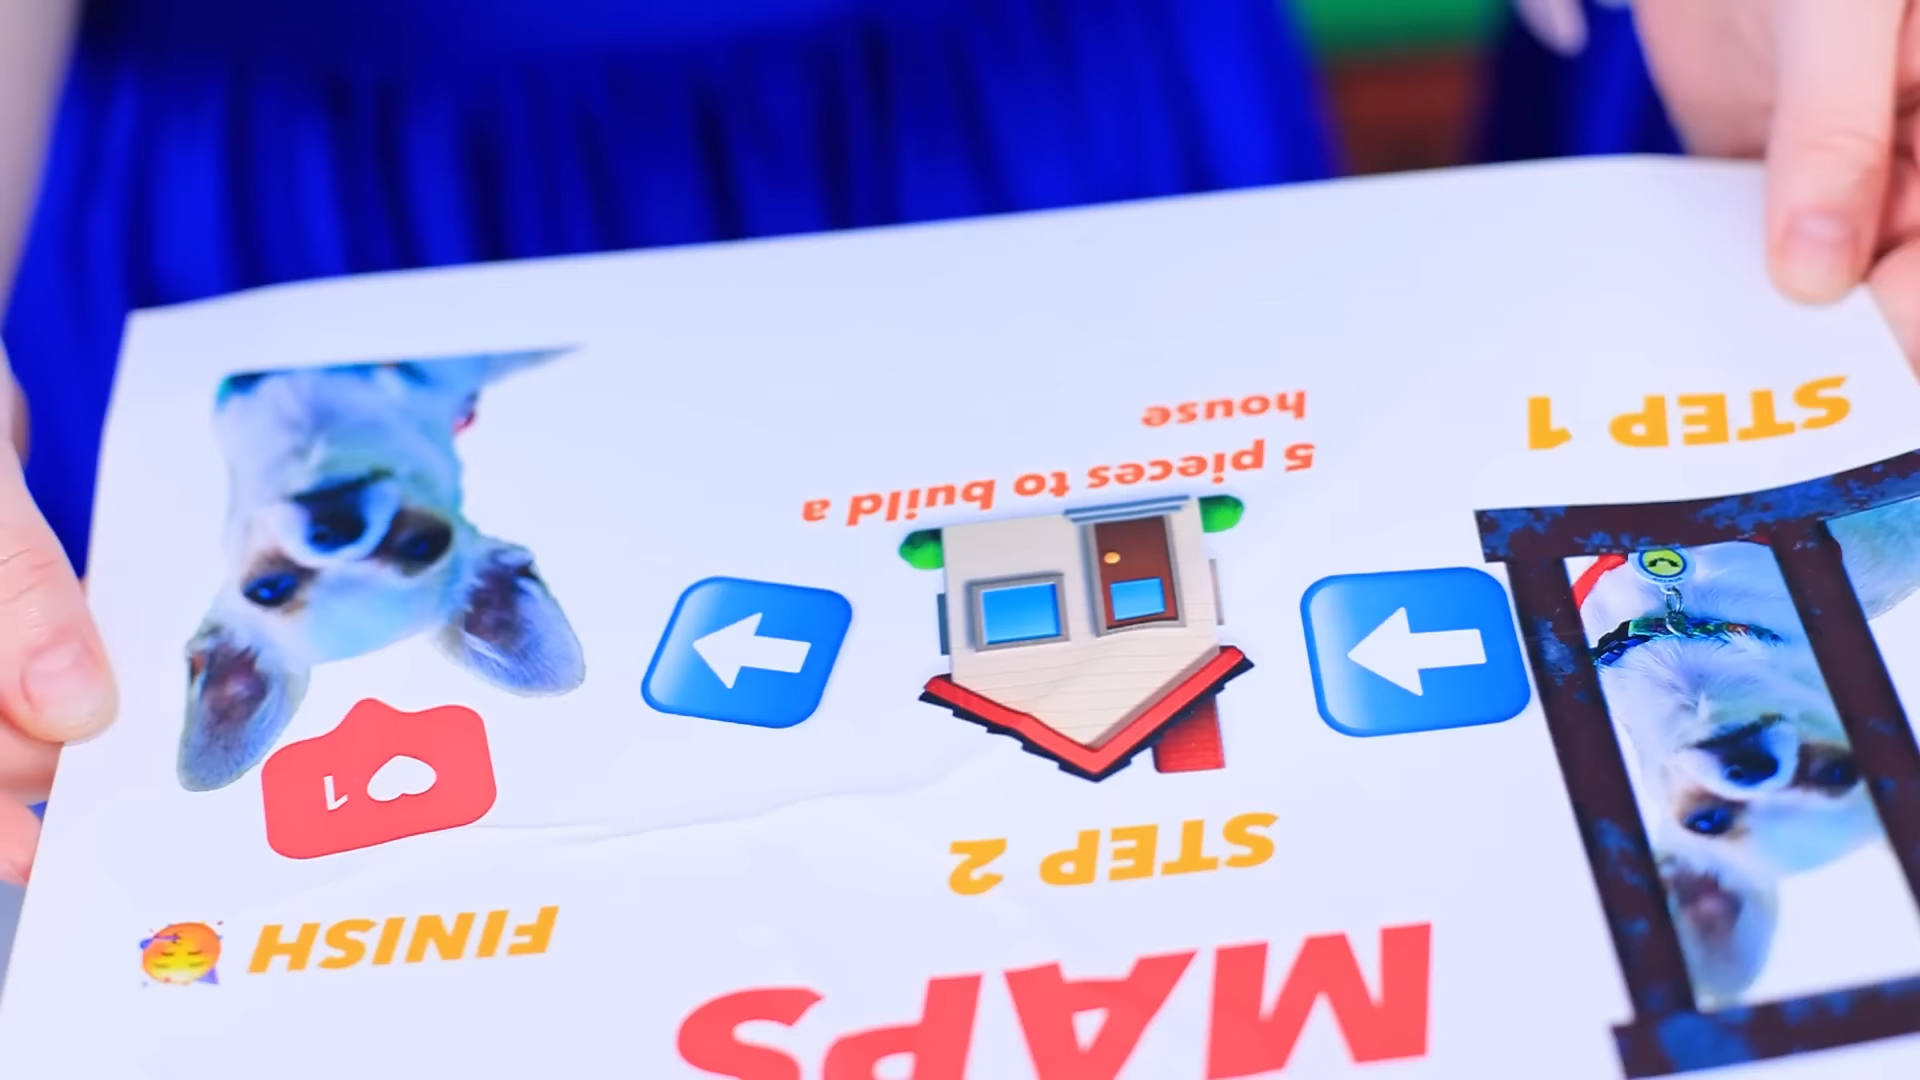 MAPS
STEP 1
STEP 2
FINISH
5 pieces to build a
house
1